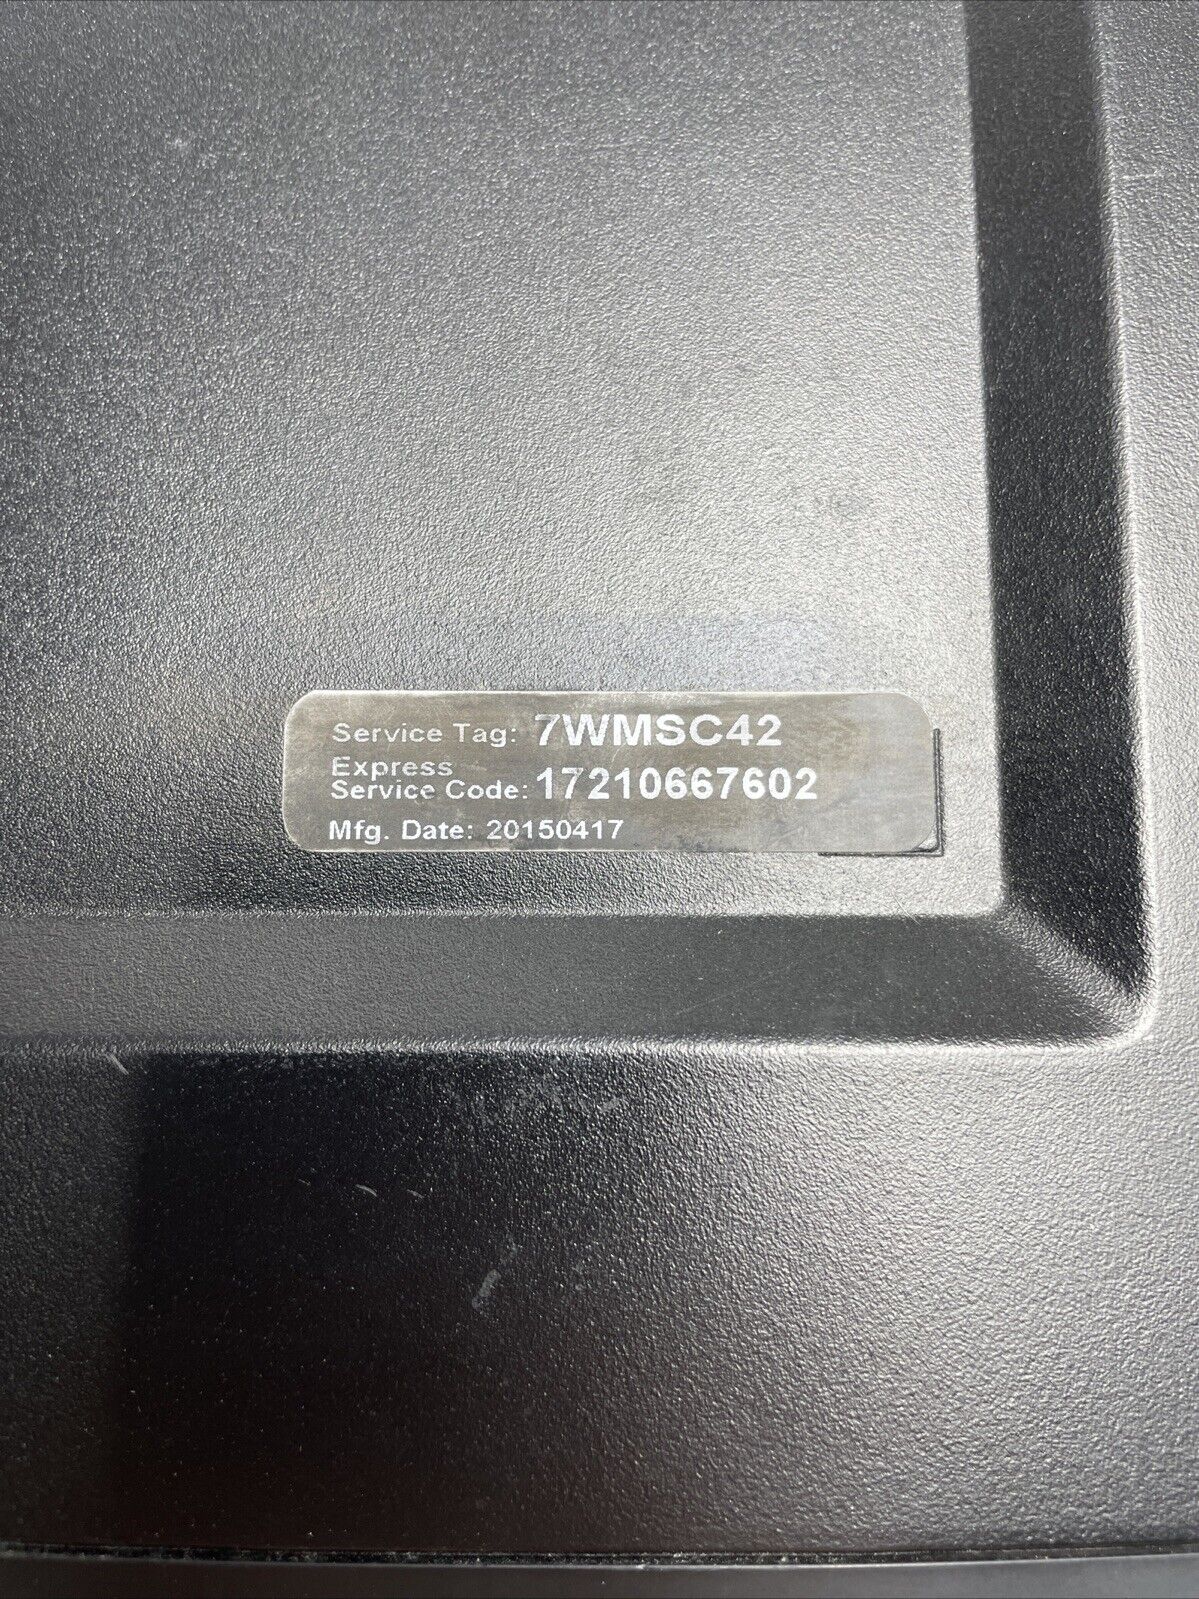 Service Tag: 7WMSC42
Express
Service Code: 17210667602
Mfg. Date: 20150417